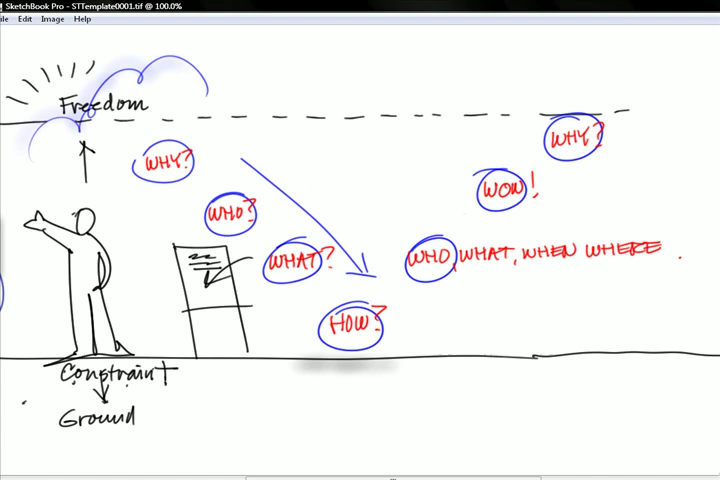 SketchBook Pro - STTemplate0001.tif @ 100.0%
Edit Image Help
Freedom
WHY?
WHY?
WOW!
WHO?
WHAT?
WHO, WHAT, WHEN WHERE .
HOW?
Constraint
Ground